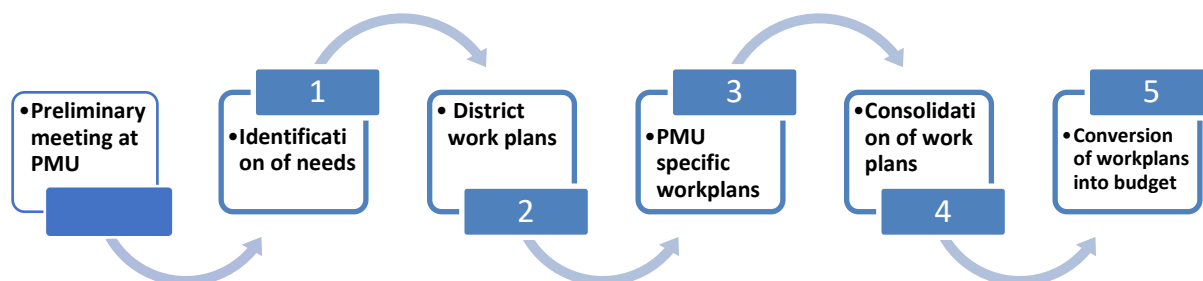 •Preliminary
meeting at
PMU
1
•Identificati
on of needs
• District
work plans
2
3
•PMU
specific
workplans
•Consolidati
on of work
plans
4
5
•Conversion
of workplans
into budget